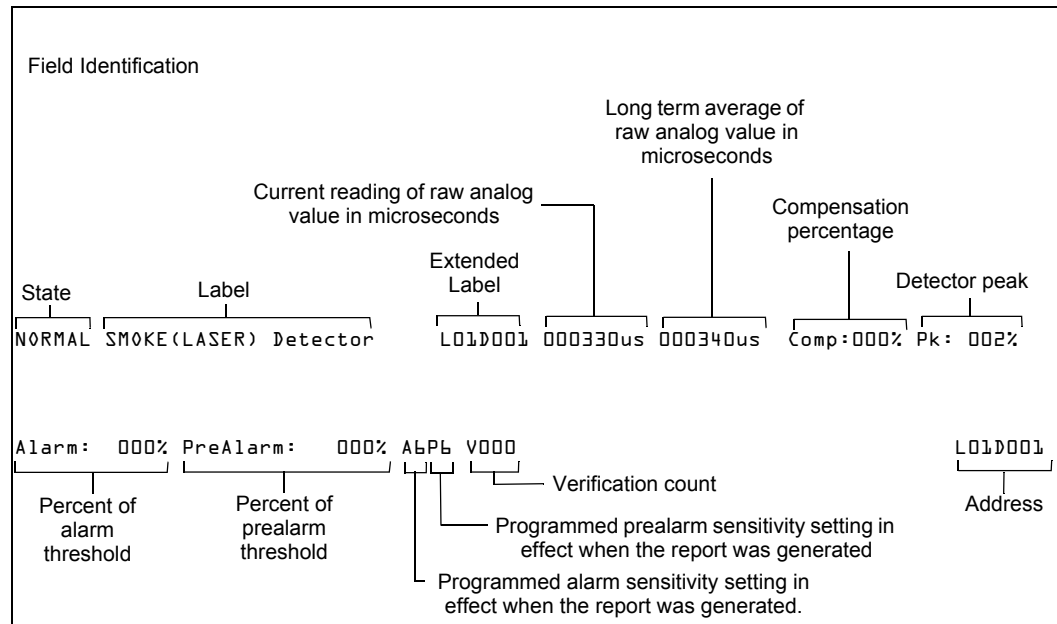 Field Identification
Long term average of
raw analog value in
microseconds
Current reading of raw analog
value in microseconds
Compensation
percentage
State
Label
Extended
Label
Detector peak
NORMAL SMOKE(LASER) Detector L01D001 000330us 000340us Comp:000% Pk: 002%
Alarm: 000% PreAlarm: 000% A6P6 V000 L01D001
Percent of
alarm
threshold
Percent of
prealarm
threshold
Verification count
Address
Programmed prealarm sensitivity setting in
effect when the report was generated
Programmed alarm sensitivity setting in
effect when the report was generated.